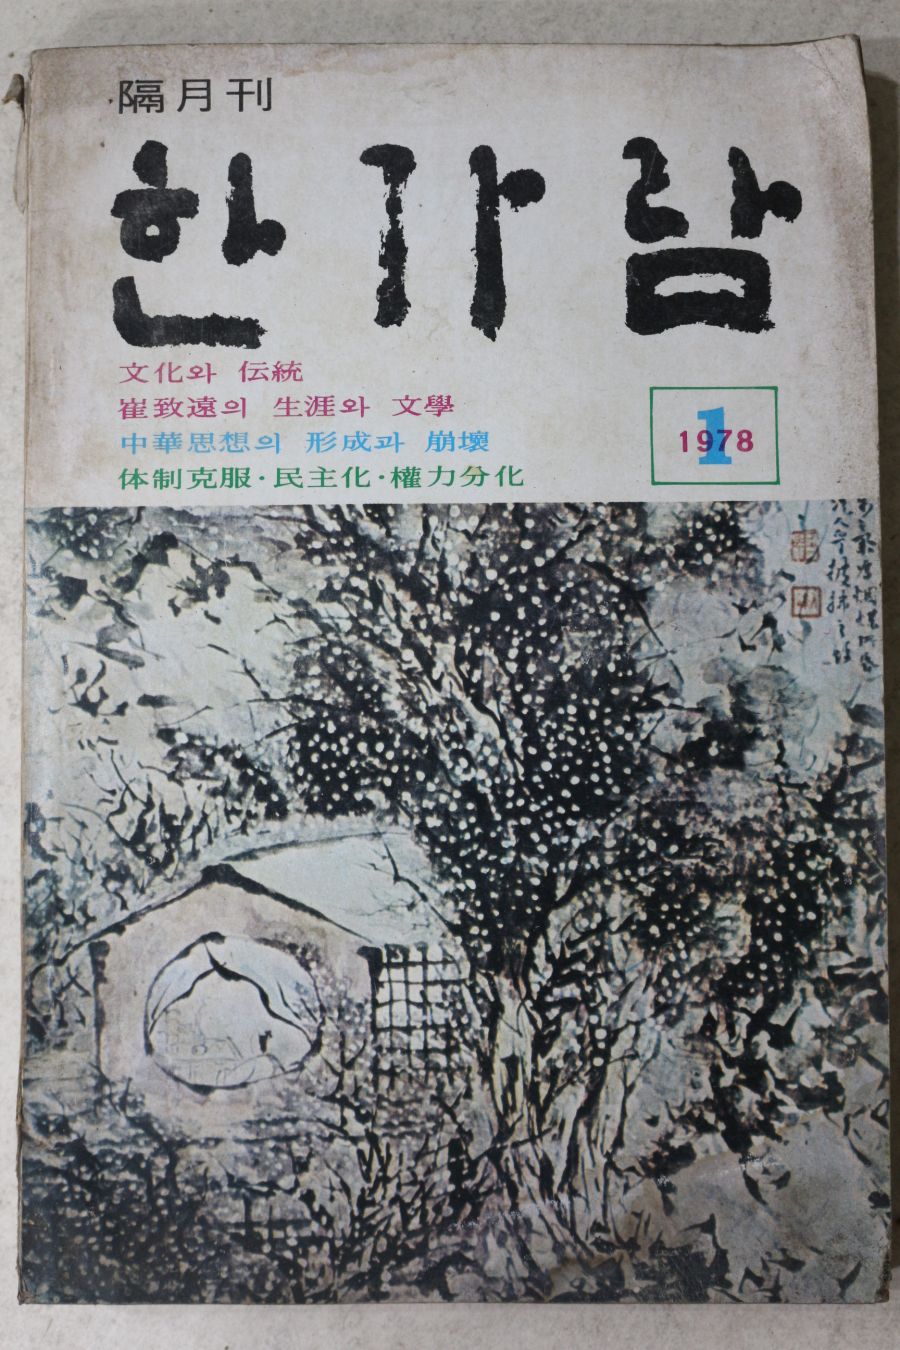 隔月刊
한가람
文化와 伝統
崔致遠의 生涯와 文學
中華思想의 形成과 崩壞
体制克服·民主化·權力分化
1
1978